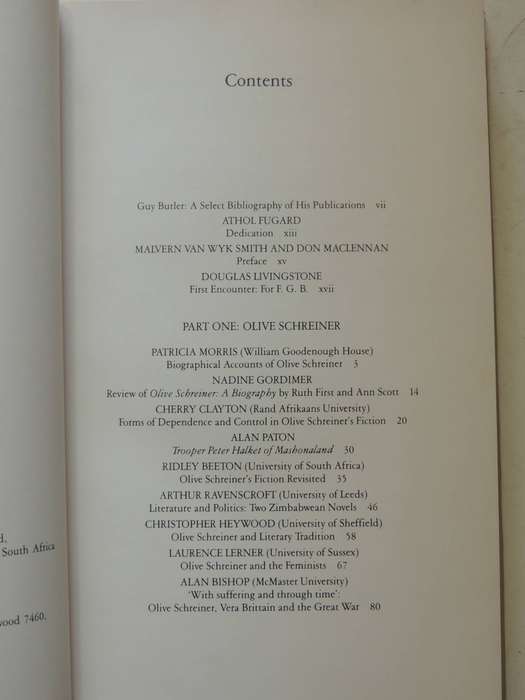 Contents
Guy Butler: A Select Bibliography of His Publications vii
ATHOL FUGARD
Dedication xiii
MALVERN VAN WYK SMITH AND DON MACLENNAN
Preface xv
DOUGLAS LIVINGSTONE
First Encounter: For F. G. B. xvii
PART ONE: OLIVE SCHREINER
PATRICIA MORRIS (William Goodenough House)
Biographical Accounts of Olive Schreiner 3
NADINE GORDIMER
Review of Olive Schreiner: A Biography by Ruth First and Ann Scott 14
CHERRY CLAYTON (Rand Afrikaans University)
Forms of Dependence and Control in Olive Schreiner's Fiction 20
ALAN PATON
Trooper Peter Halket of Mashonaland 30
RIDLEY BEETON (University of South Africa)
Olive Schreiner's Fiction Revisited 35
ARTHUR RAVENSCROFT (University of Leeds)
Literature and Politics: Two Zimbabwean Novels 46
CHRISTOPHER HEYWOOD (University of Sheffield)
Olive Schreiner and Literary Tradition 58
LAURENCE LERNER (University of Sussex)
Olive Schreiner and the Feminists 67
ALAN BISHOP (McMaster University)
'With suffering and through time':
Olive Schreiner, Vera Brittain and the Great War 80
d.
South Africa
wood 7460.